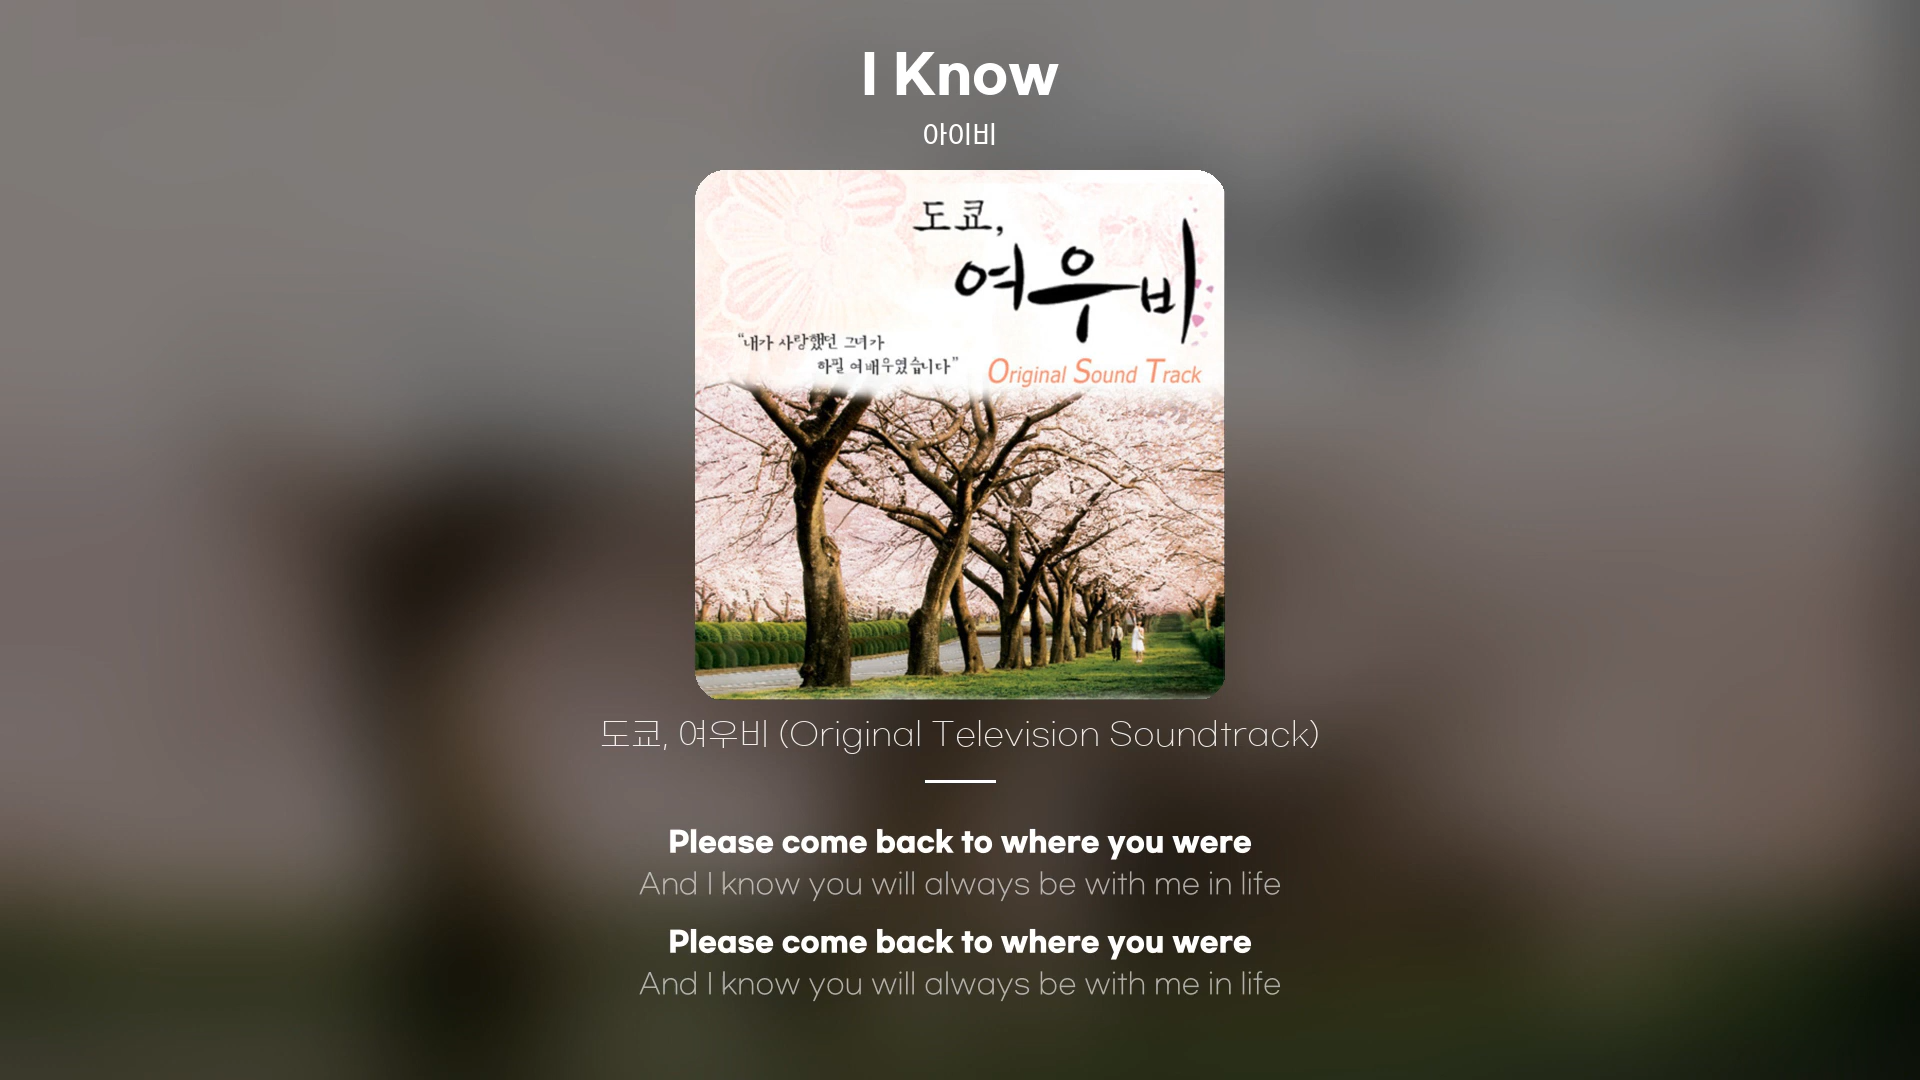 I Know
아이비
도쿄,
여우비
“내가 사랑했던 그녀가
하필 여배우였습니다”
Original Sound Track
도쿄, 여우비 (Original Television Soundtrack)
Please come back to where you were
And I know you will always be with me in life
Please come back to where you were
And I know you will always be with me in life